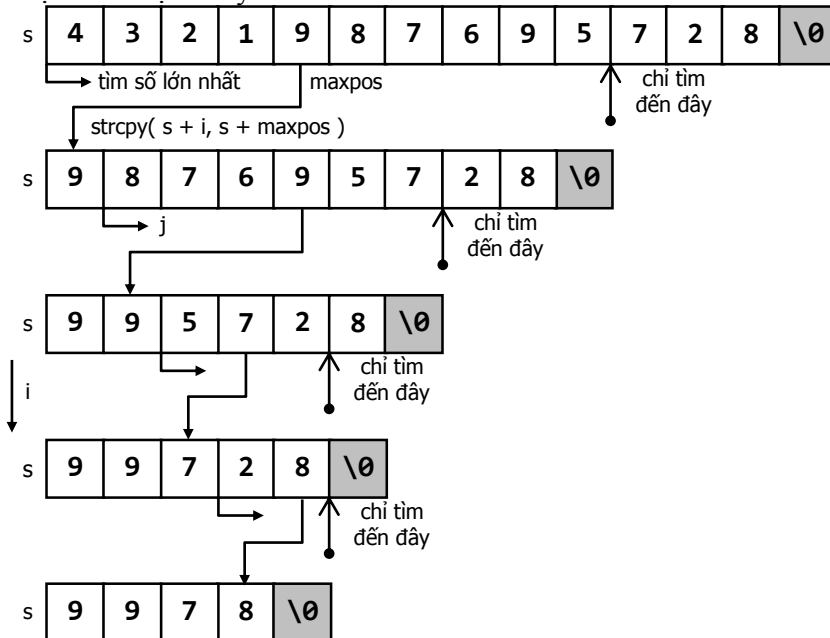 s 4 3 2 1 9 8 7 6 9 5 7 2 8 \0
tìm số lớn nhất maxpos chỉ tìm
đến đây
strcpy( s + i, s + maxpos )
s 9 8 7 6 9 5 7 2 8 \0
j chỉ tìm
đến đây
s 9 9 5 7 2 8 \0
chỉ tìm
i đến đây
s 9 9 7 2 8 \0
chỉ tìm
đến đây
s 9 9 7 8 \0